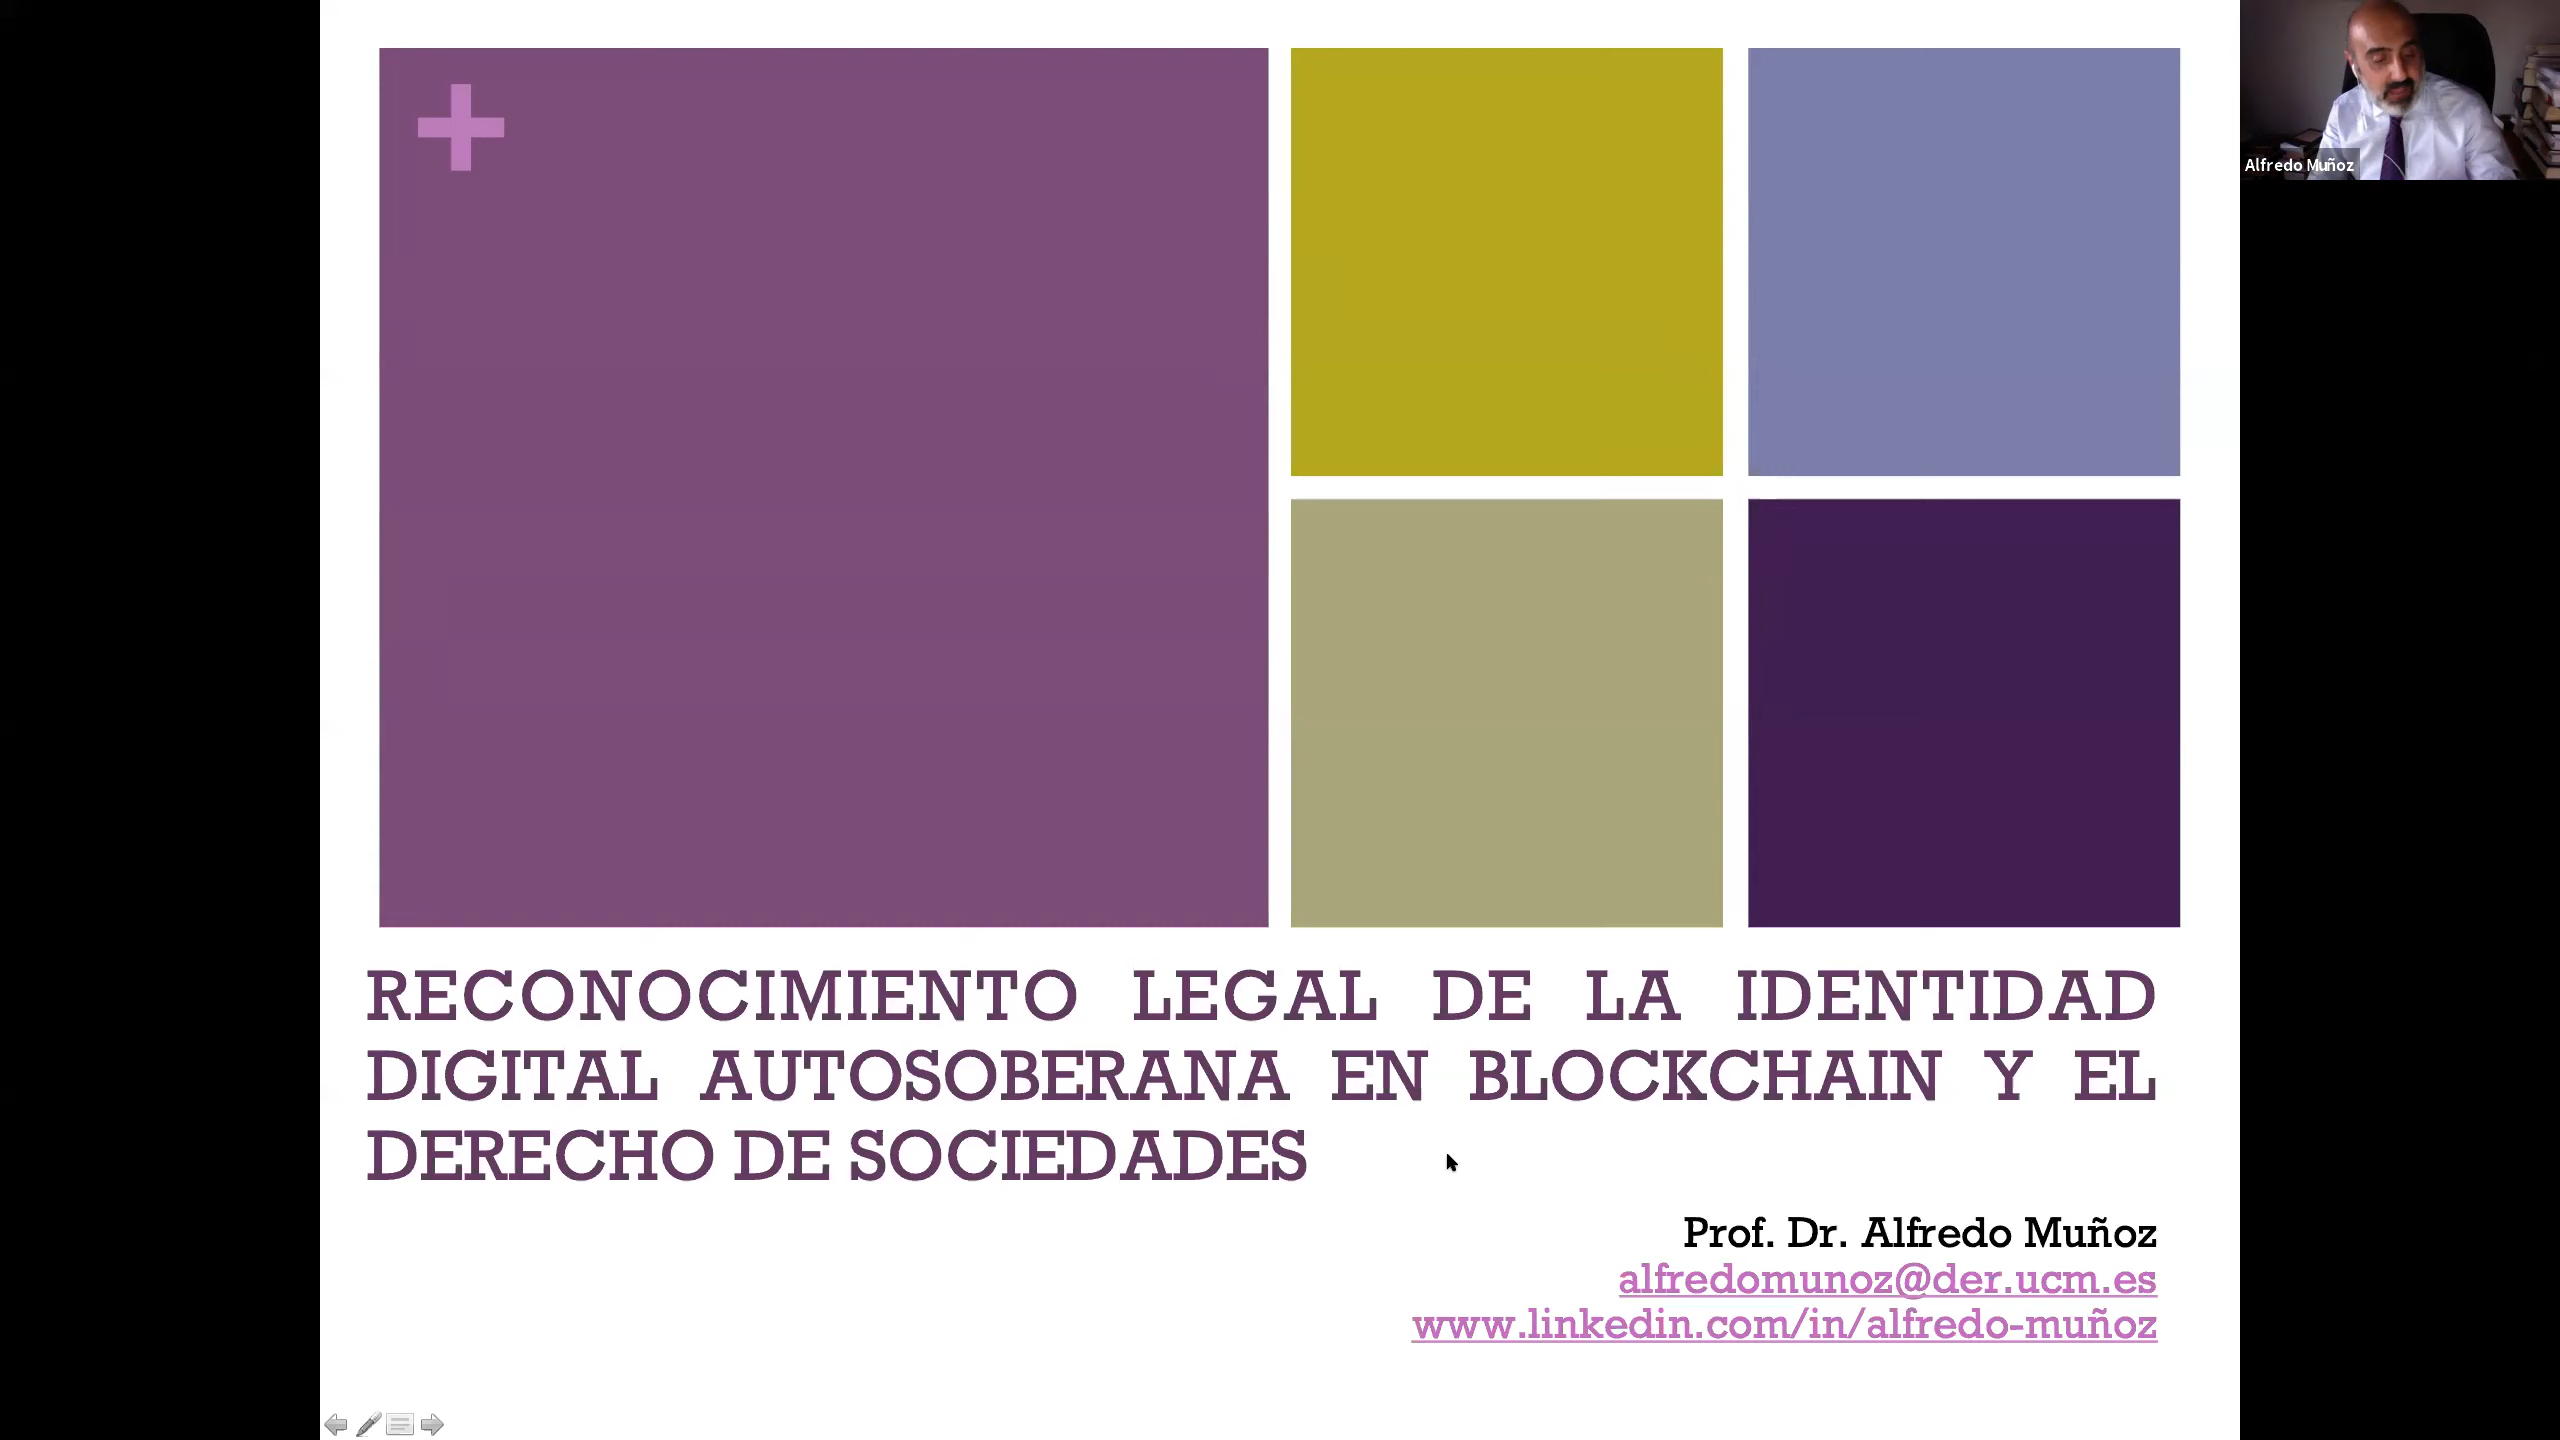 Alfredo Muñoz
RECONOCIMIENTO LEGAL DE LA IDENTIDAD
DIGITAL AUTOSOBERANA EN BLOCKCHAIN Y EL
DERECHO DE SOCIEDADES
Prof. Dr. Alfredo Muñoz
alfredomunoz@der.ucm.es
www.linkedin.com/in/alfredo-muñoz